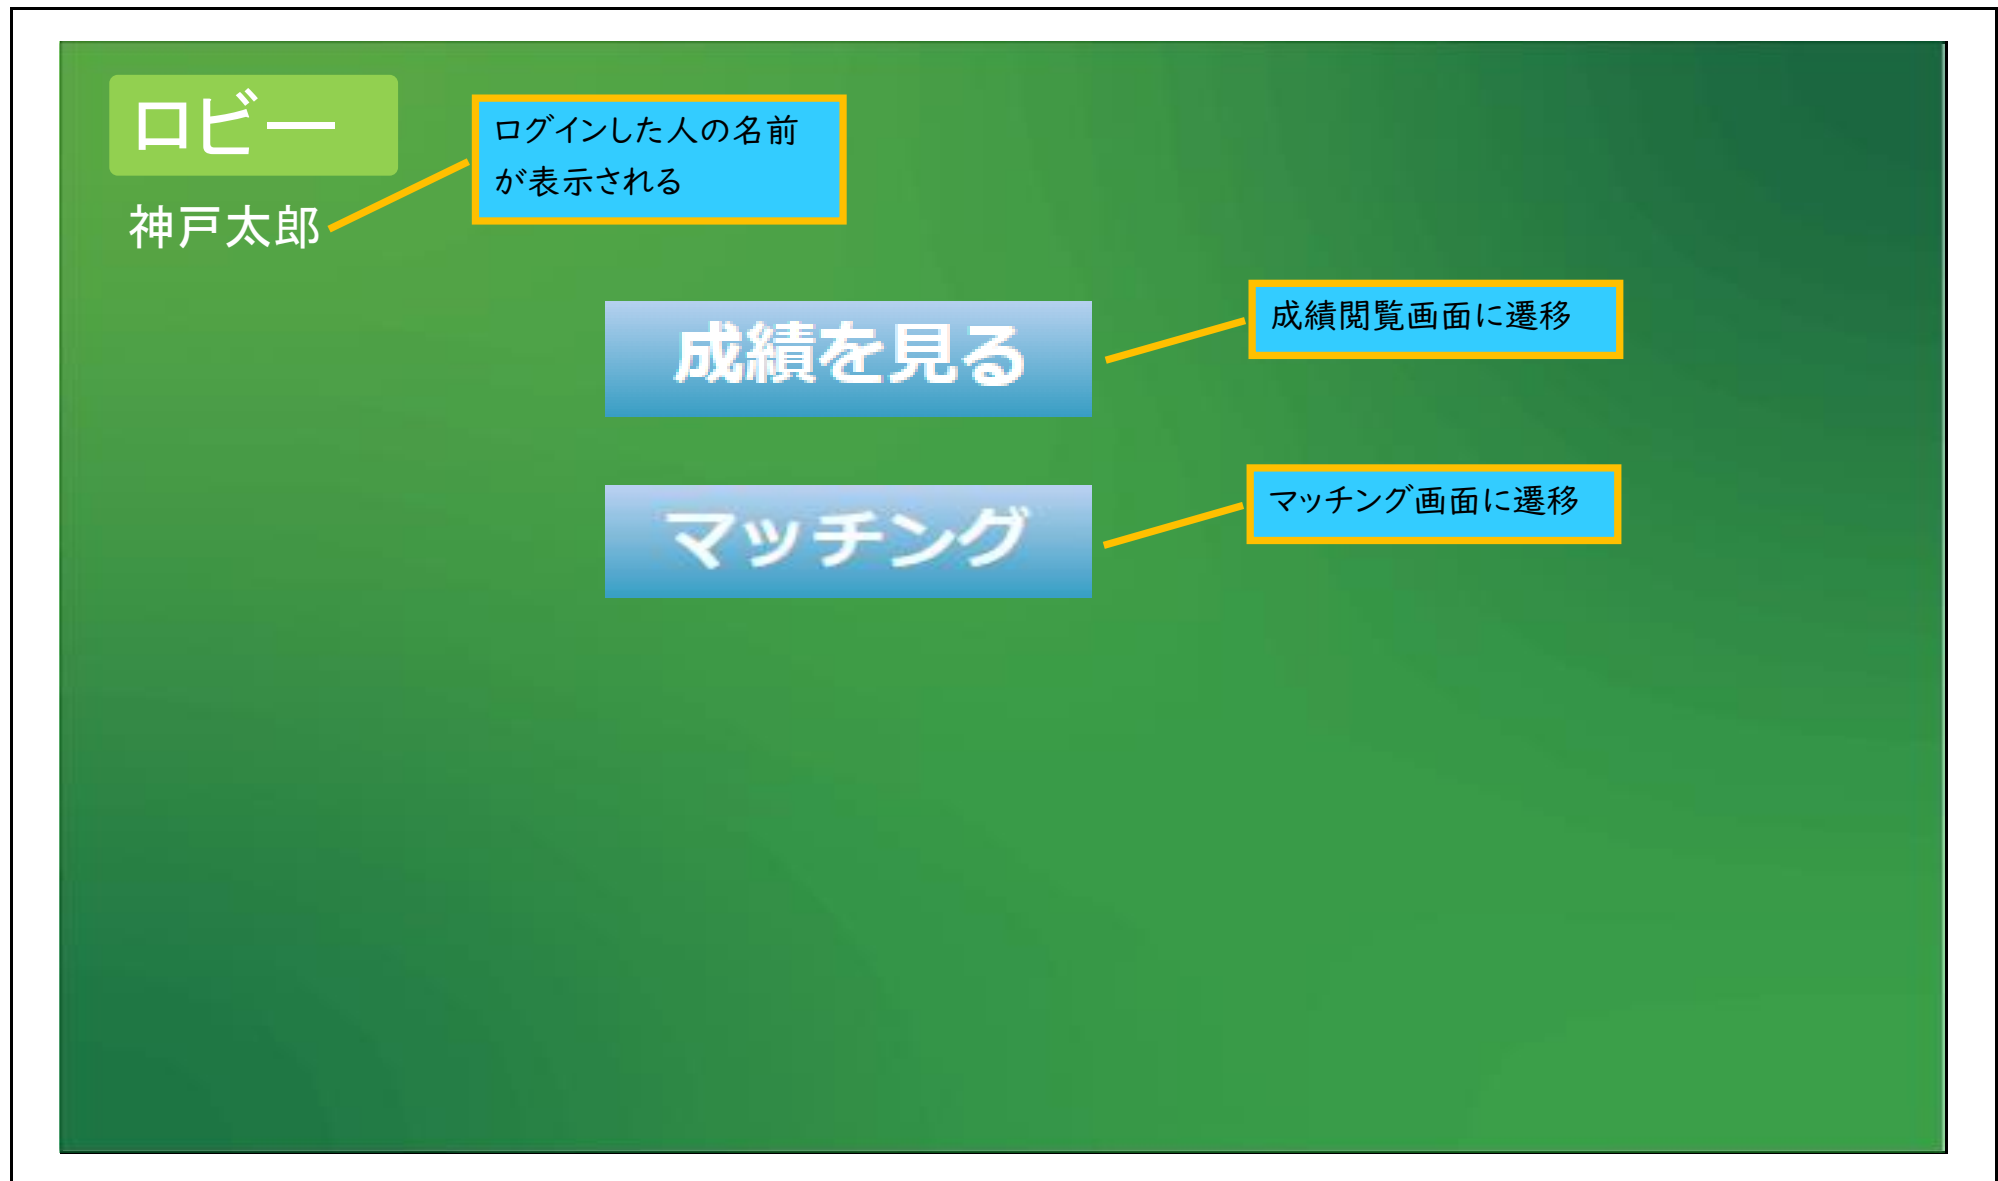 ロビー
ログインした人の名前
が表示される
神戸太郎
成績を見る
成績閲覧画面に遷移
マッチング
マッチング画面に遷移